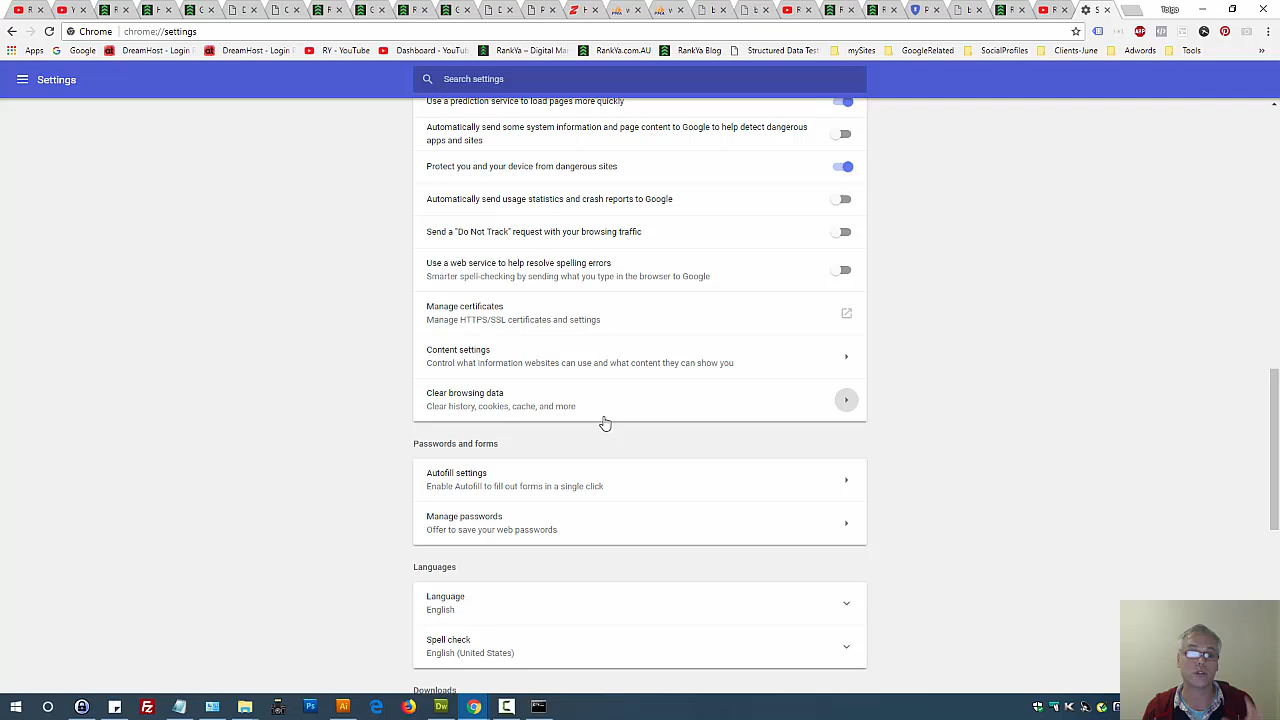 Tolga
Chrome
chrome://settings
Apps
Google
DreamHost - Login
DreamHost - Login
RY - YouTube
Dashboard - YouTube
RankYa – Digital Mar
RankYa.com.AU
RankYa Blog
Structured Data Test
mySites
GoogleRelated
SocialProfiles
Clients-June
Adwords
Tools
Settings
Search settings
Use a prediction service to load pages more quickly
Automatically send some system information and page content to Google to help detect dangerous
apps and sites
Protect you and your device from dangerous sites
Automatically send usage statistics and crash reports to Google
Send a "Do Not Track" request with your browsing traffic
Use a web service to help resolve spelling errors
Smarter spell-checking by sending what you type in the browser to Google
Manage certificates
Manage HTTPS/SSL certificates and settings
Content settings
Control what information websites can use and what content they can show you
Clear browsing data
Clear history, cookies, cache, and more
Passwords and forms
Autofill settings
Enable Autofill to fill out forms in a single click
Manage passwords
Offer to save your web passwords
Languages
Language
English
Spell check
English (United States)
Downloads